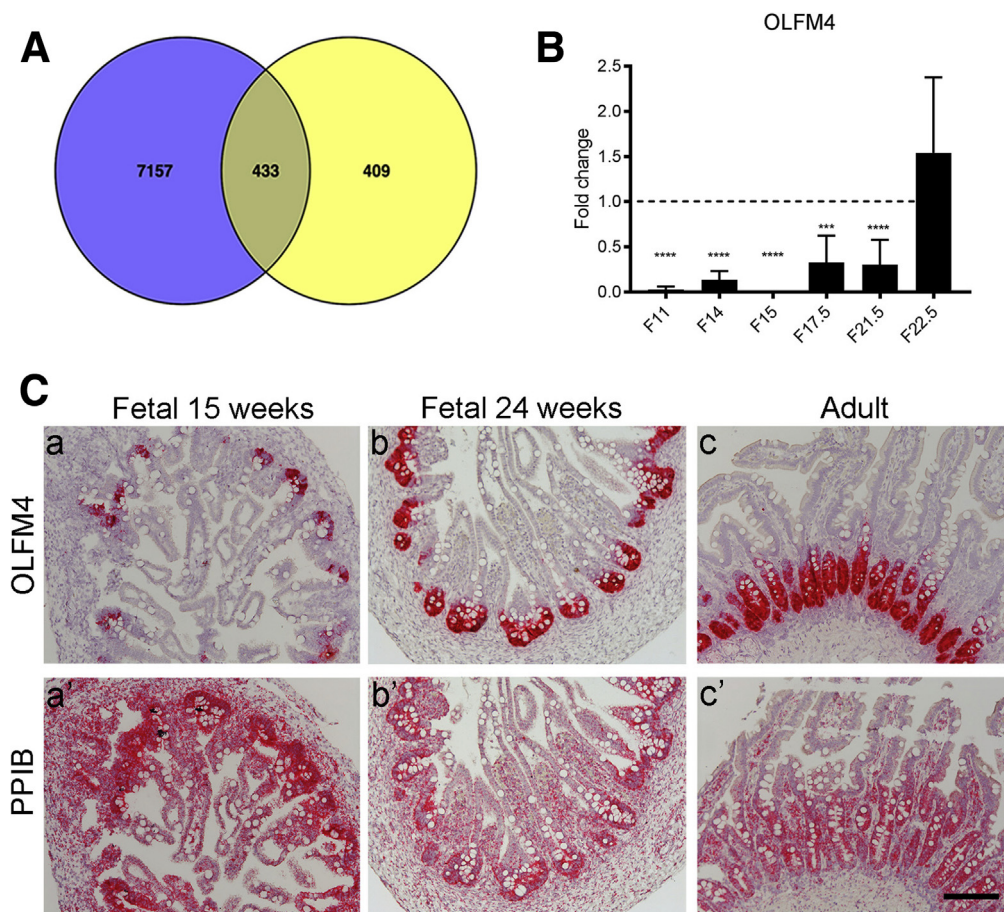 A
7157
433
409
B
OLFM4
Fold change
2.5
2.0
1.5
1.0
0.5
0.0
****
****
****
***
****
F11
F14
F15
F17.5
F21.5
F22.5
C
Fetal 15 weeks
Fetal 24 weeks
Adult
OLFM4
a
b
c
PPIB
a'
b'
c'